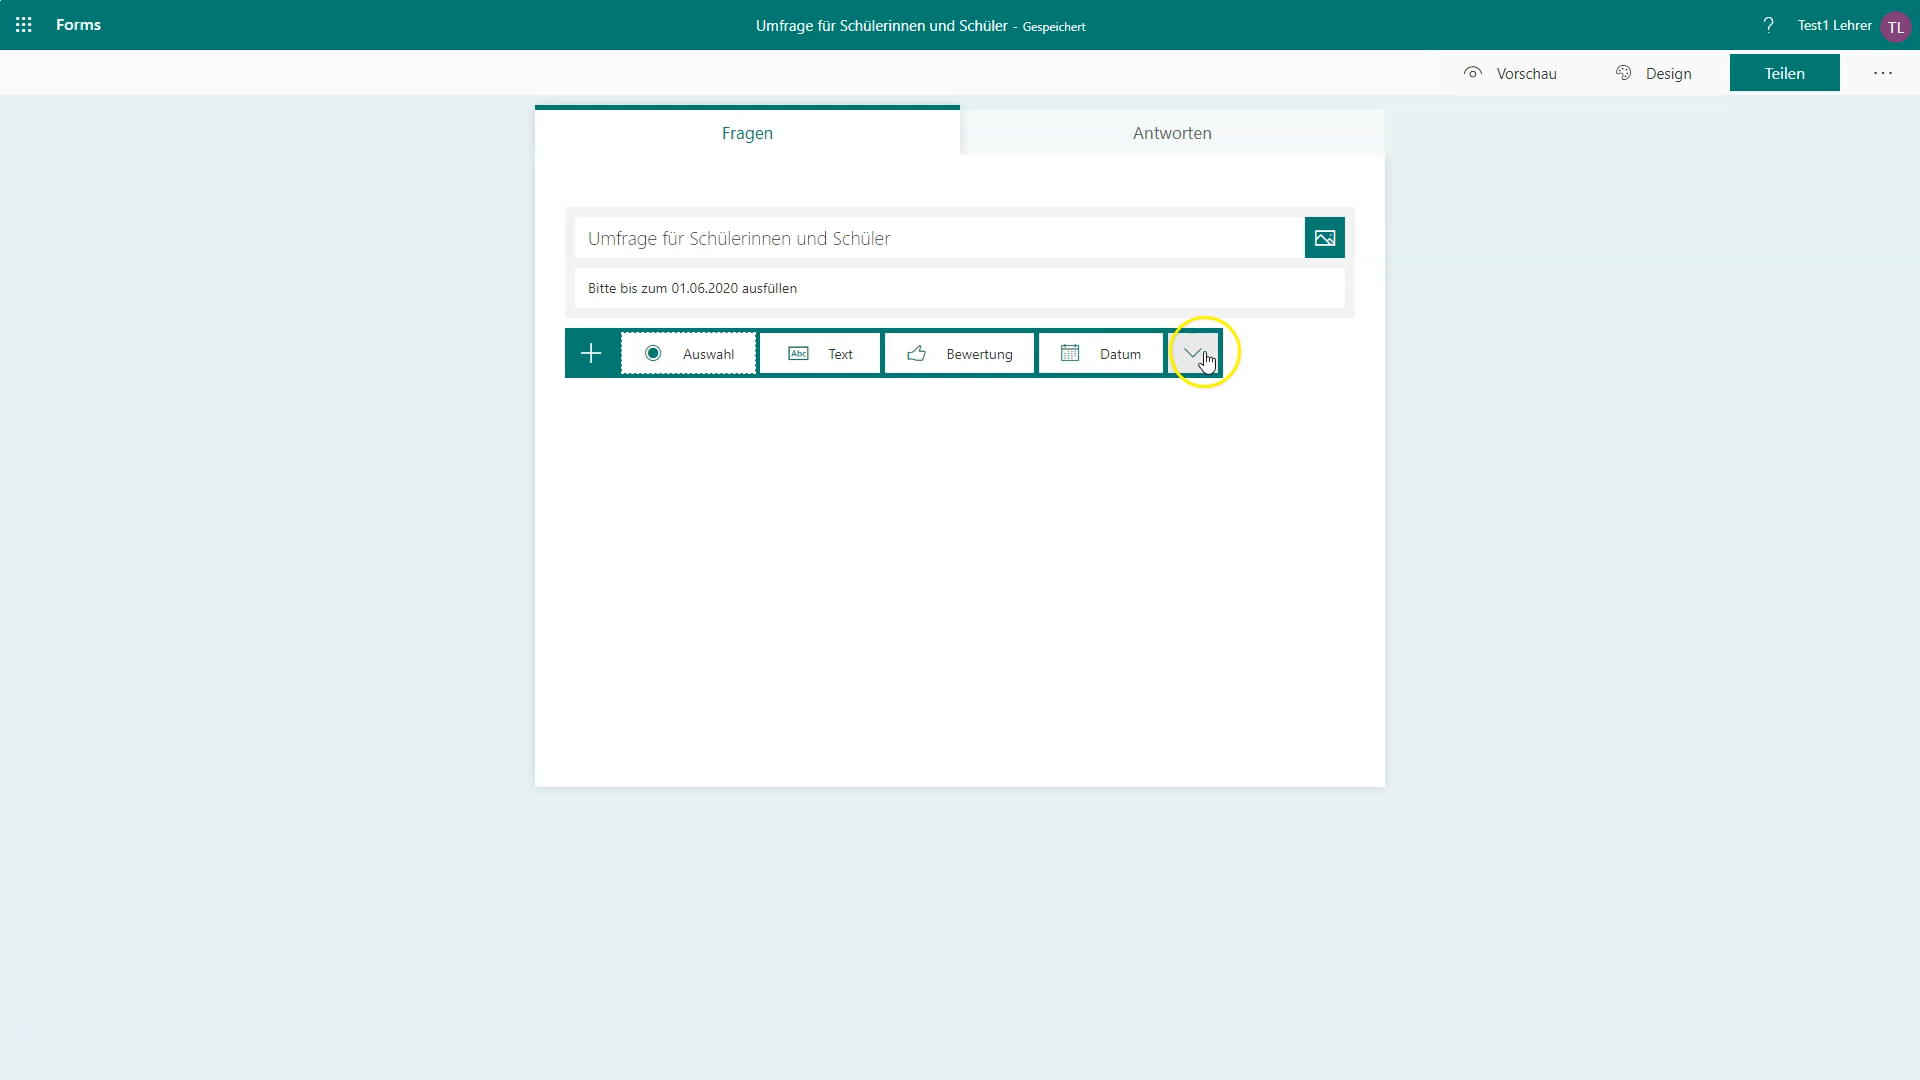 Forms
Umfrage für Schülerinnen und Schüler - Gespeichert
? Test1 Lehrer TL
Vorschau Design Teilen ...
Fragen Antworten
Umfrage für Schülerinnen und Schüler
Bitte bis zum 01.06.2020 ausfüllen
Auswahl Abc Text Bewertung Datum